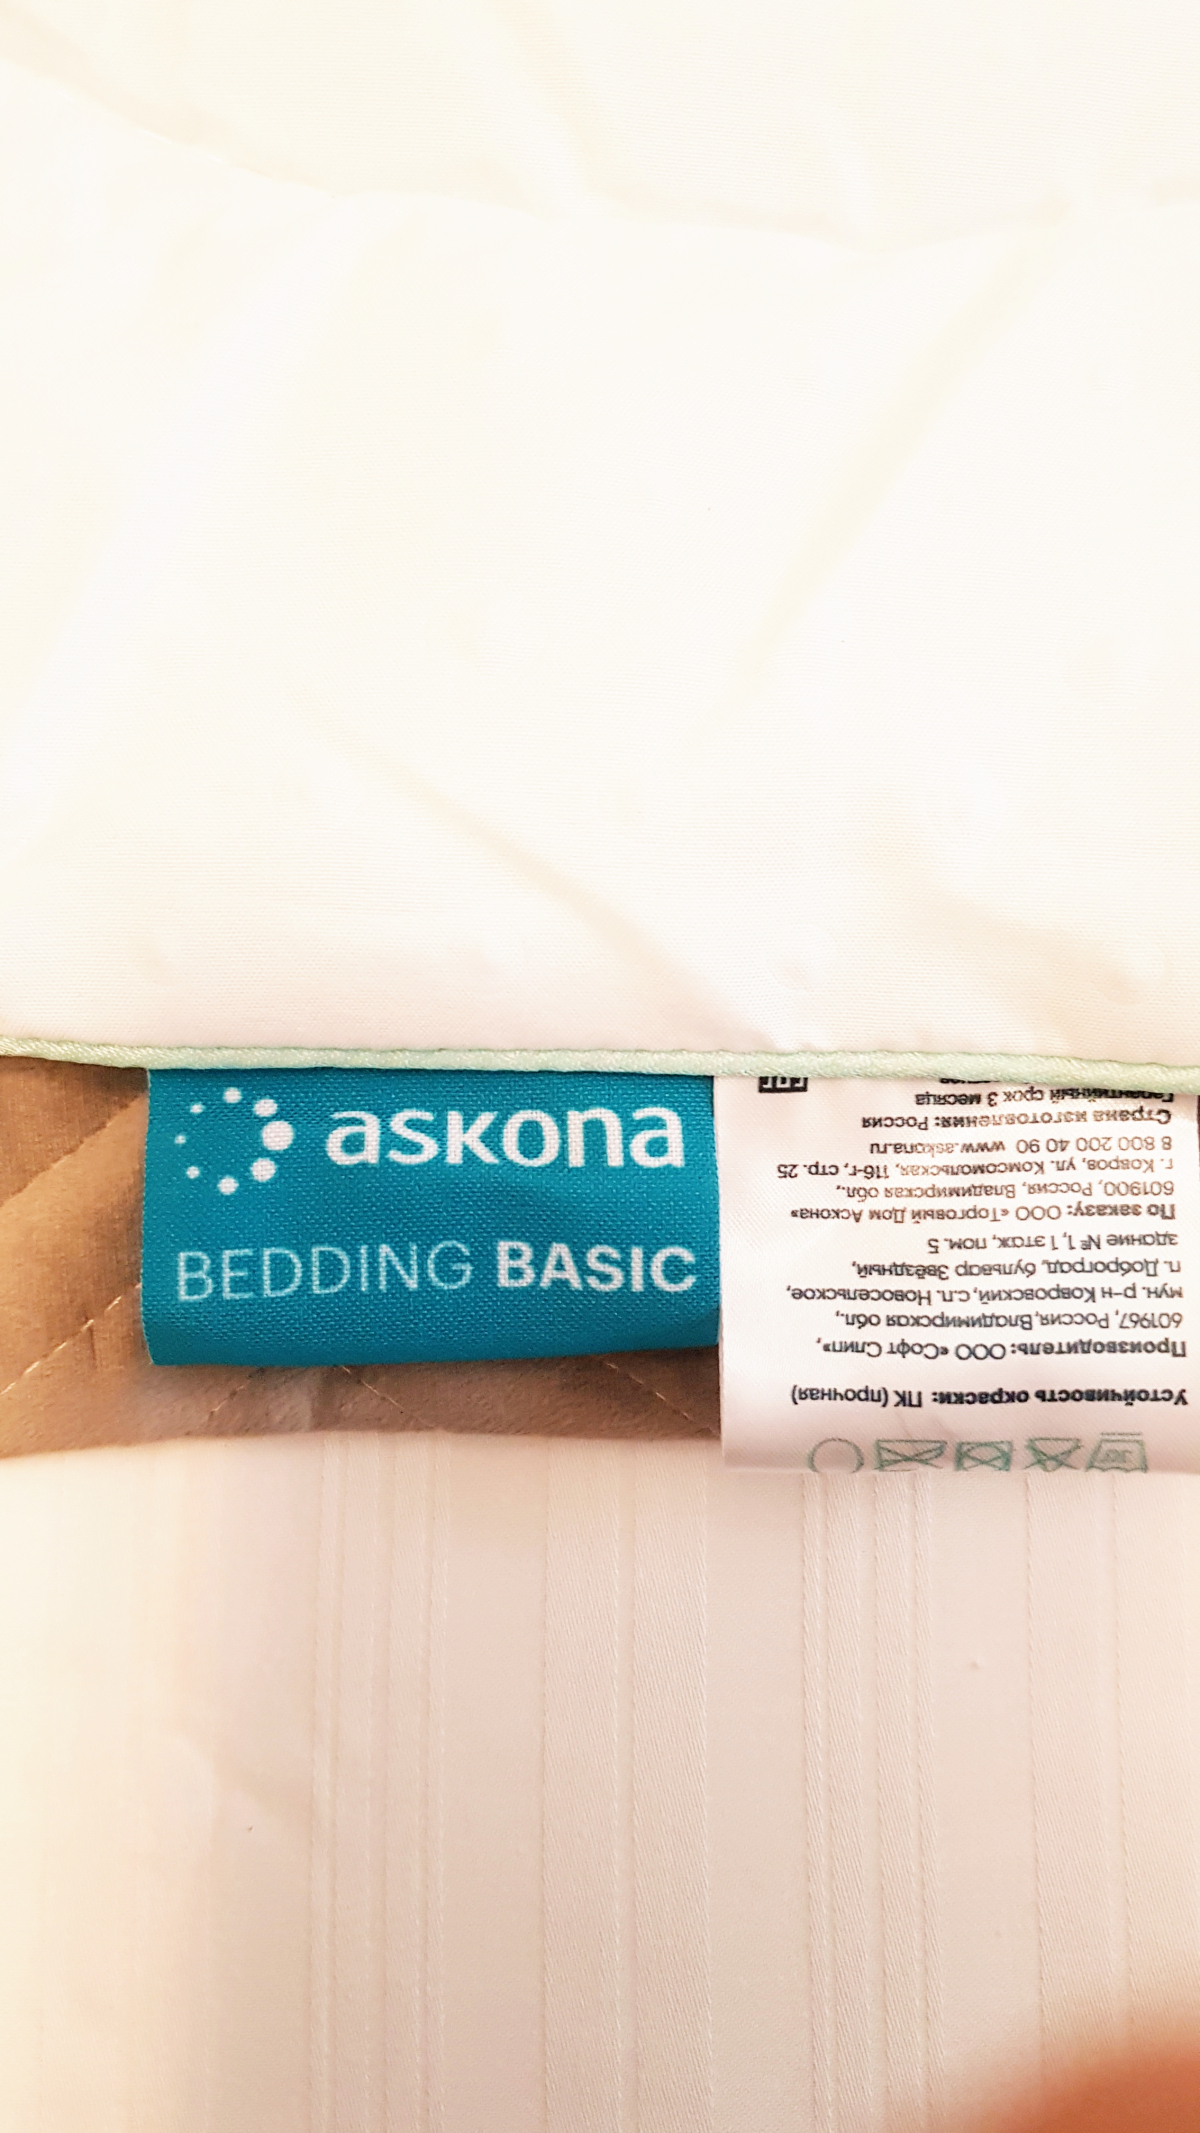 askona
BEDDING BASIC
30
Устойчивость окраски: ПК (прочная)
Производитель: ООО «Софт Слип»,
601967, Россия, Владимирская обл.,
мун. р-н Ковровский, с.п. Новосельское,
п. Доброград, бульвар Звёздный,
здание № 1, 1 этаж, пом. 5
По заказу: ООО «Торговый Дом Аскона»
601900, Россия, Владимирская обл.,
г. Ковров, ул. Комсомольская, 116-г, стр. 25
8 800 200 40 90 www.askona.ru
Страна изготовления: Россия
Гарантийный срок 3 месяца